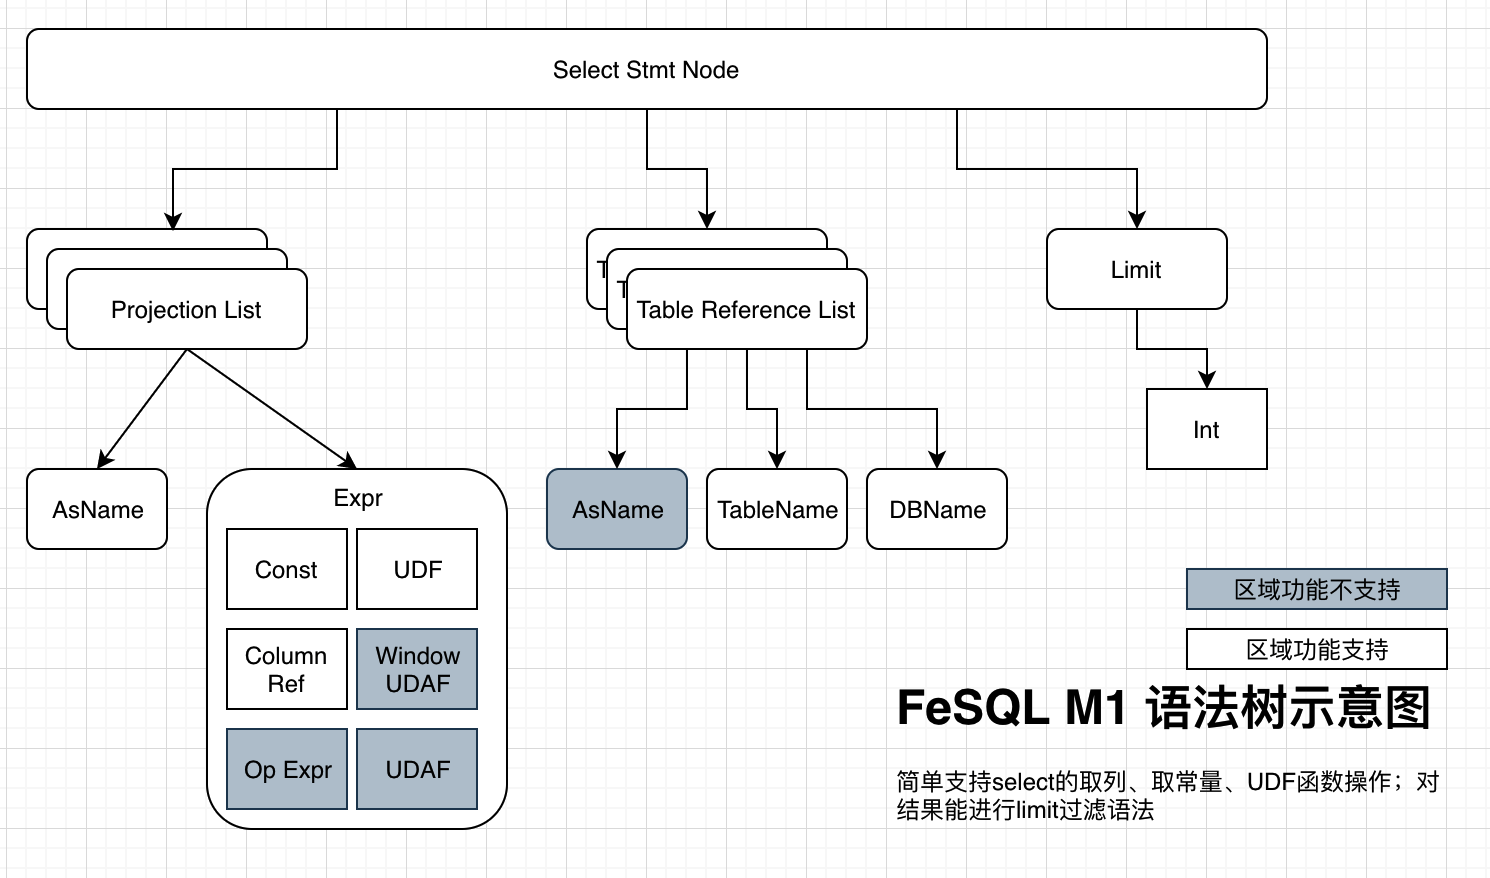 Select Stmt Node
T
T
Projection List
Table Reference List
Limit
Int
AsName
Expr
Const
UDF
Column
Ref
Window
UDAF
Op Expr
UDAF
AsName
TableName
DBName
区域功能不支持
区域功能支持
FeSQL M1 语法树示意图
简单支持select的取列、取常量、UDF函数操作；对
结果能进行limit过滤语法